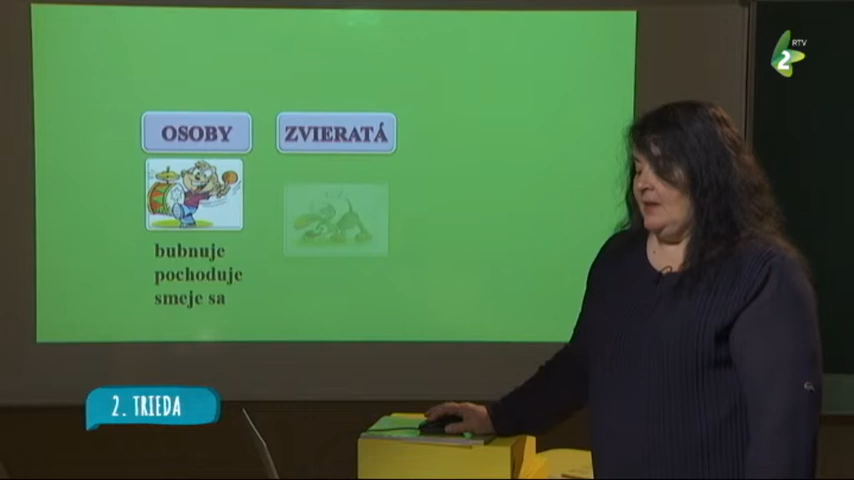 RTV
2
OSOBY
ZVIERATÁ
bubnuje
pochoduje
smeje sa
2. TRIEDA